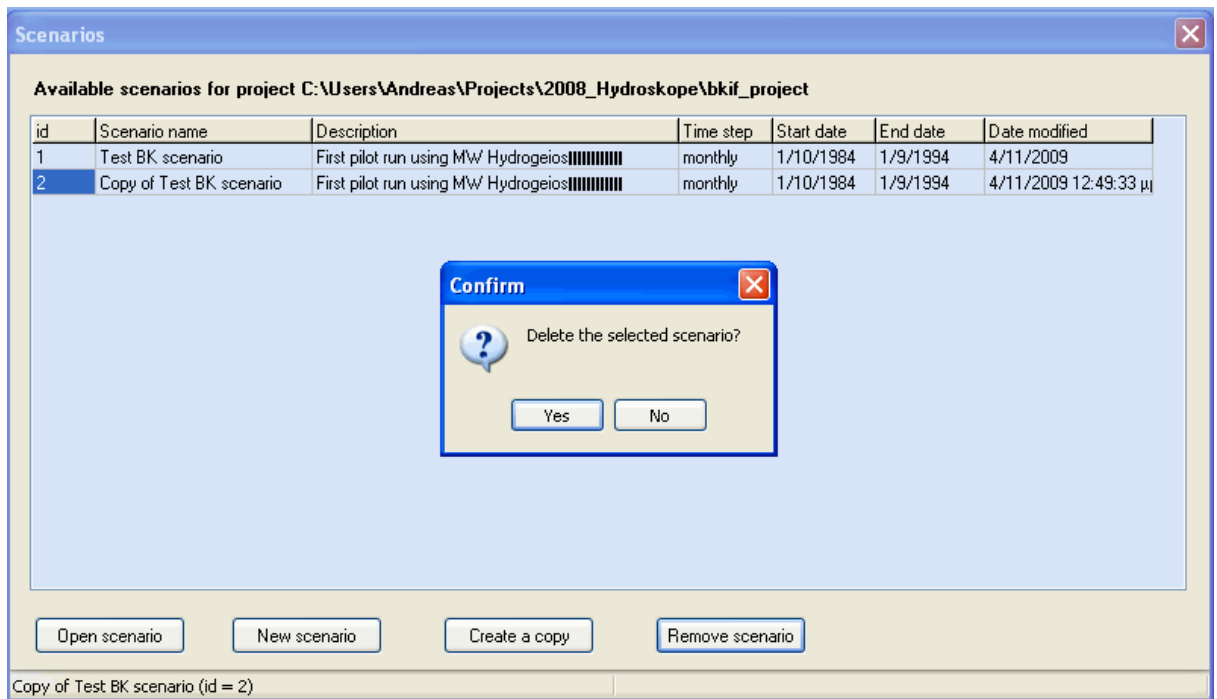 Scenarios
Available scenarios for project C:\Users\Andreas\Projects\2008_Hydroskope\bkif_project
id Scenario name Description Time step Start date End date Date modified
1 Test BK scenario First pilot run using MW Hydrogeios monthly 1/10/1984 1/9/1994 4/11/2009
2 Copy of Test BK scenario First pilot run using MW Hydrogeios monthly 1/10/1984 1/9/1994 4/11/2009 12:49:33 μμ
Confirm
Delete the selected scenario?
Yes No
Open scenario New scenario Create a copy Remove scenario
Copy of Test BK scenario (id = 2)